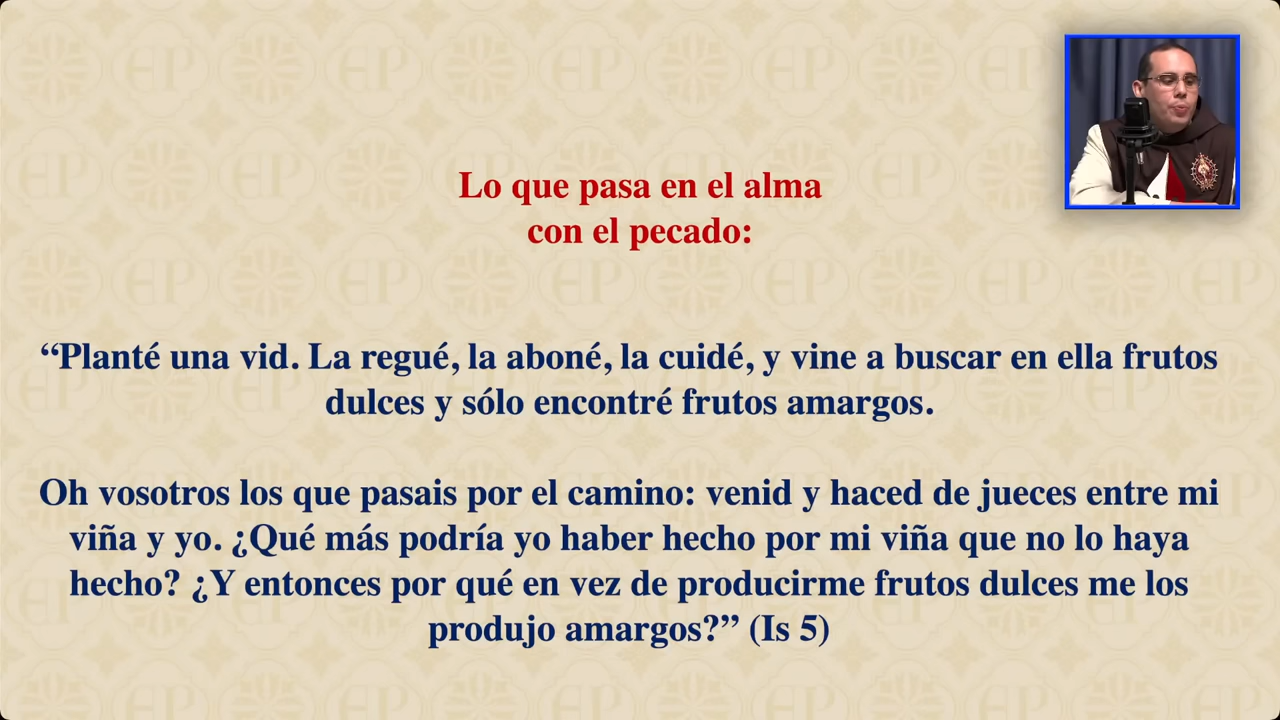 Lo que pasa en el alma
con el pecado:
“Planté una vid. La regué, la aboné, la cuidé, y vine a buscar en ella frutos
dulces y sólo encontré frutos amargos.
Oh vosotros los que pasais por el camino: venid y haced de jueces entre mi
viña y yo. ¿Qué más podría yo haber hecho por mi viña que no lo haya
hecho? ¿Y entonces por qué en vez de producirme frutos dulces me los
produjo amargos?” (Is 5)